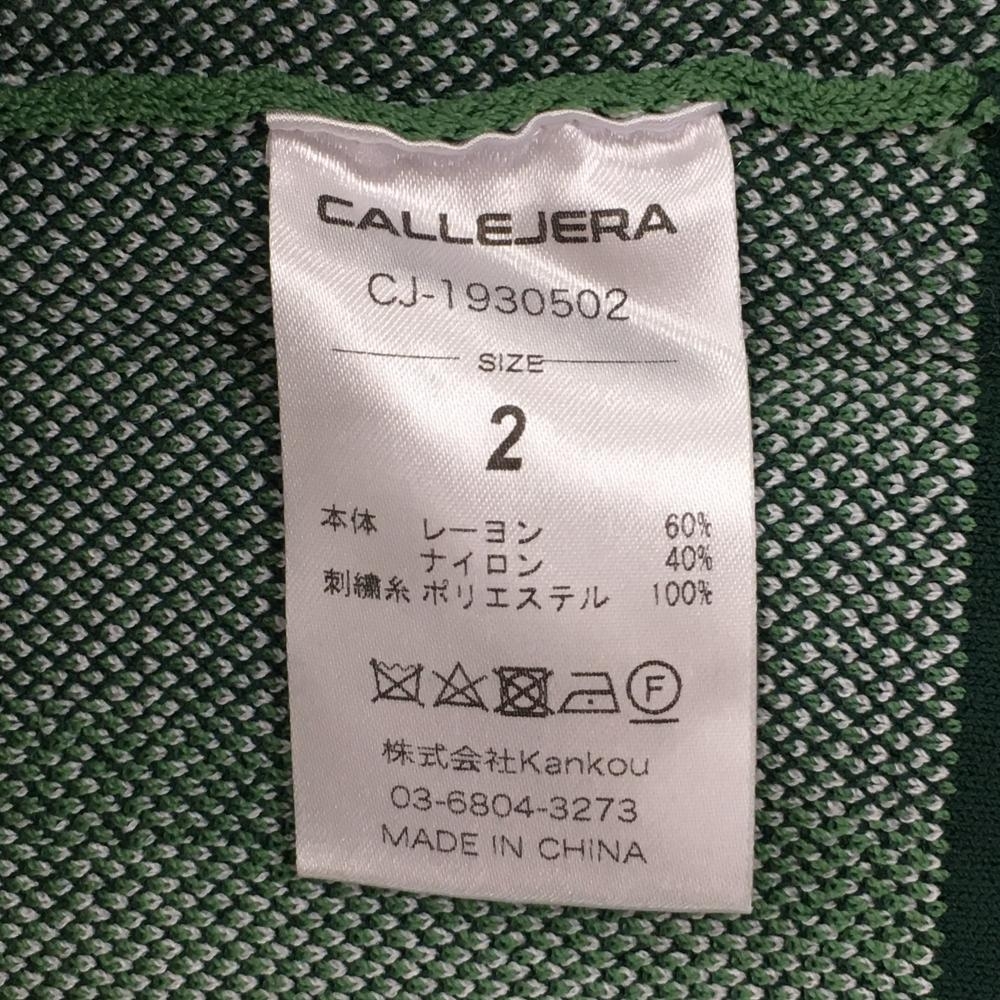 CALLEJERA
CJ-1930502
SIZE
2
本体 レーヨン 60%
ナイロン 40%
刺繍糸 ポリエステル 100%
F
株式会社Kankou
03-6804-3273
MADE IN CHINA